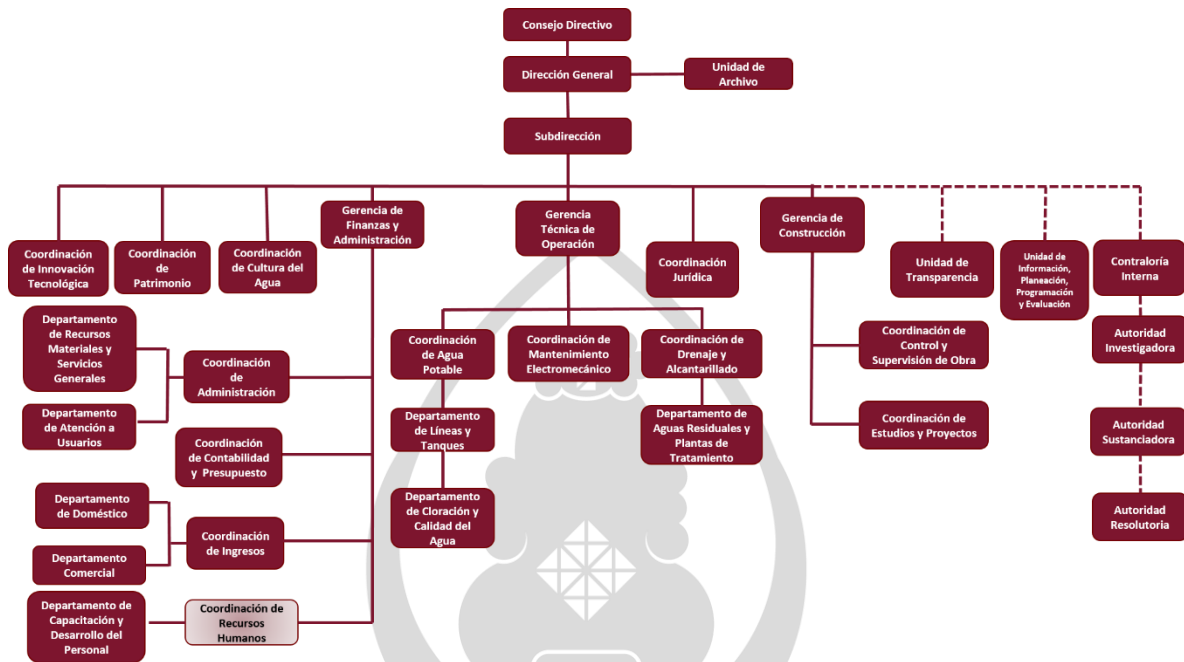 Consejo Directivo
Dirección General
Unidad de
Archivo
Subdirección
Coordinación
de Innovación
Tecnológica
Coordinación
de
Patrimonio
Coordinación
de Cultura del
Agua
Gerencia de
Finanzas y
Administración
Gerencia
Técnica de
Operación
Coordinación
Jurídica
Gerencia de
Construcción
Unidad de
Transparencia
Unidad de
Información,
Planeación,
Programación
y Evaluación
Contraloría
Interna
Departamento
de Recursos
Materiales y
Servicios
Generales
Coordinación
de
Administración
Departamento
de Atención a
Usuarios
Coordinación
de Contabilidad
y Presupuesto
Departamento
de Doméstico
Coordinación
de Ingresos
Departamento
Comercial
Departamento de
Capacitación y
Desarrollo del
Personal
Coordinación de
Recursos
Humanos
Coordinación
de Agua
Potable
Coordinación de
Mantenimiento
Electromecánico
Coordinación de
Drenaje y
Alcantarillado
Departamento
de Líneas y
Tanques
Departamento de
Aguas Residuales y
Plantas de
Tratamiento
Departamento
de Cloración y
Calidad del
Agua
Coordinación de
Control y
Supervisión de Obra
Coordinación de
Estudios y Proyectos
Autoridad
Investigadora
Autoridad
Sustanciadora
Autoridad
Resolutoria